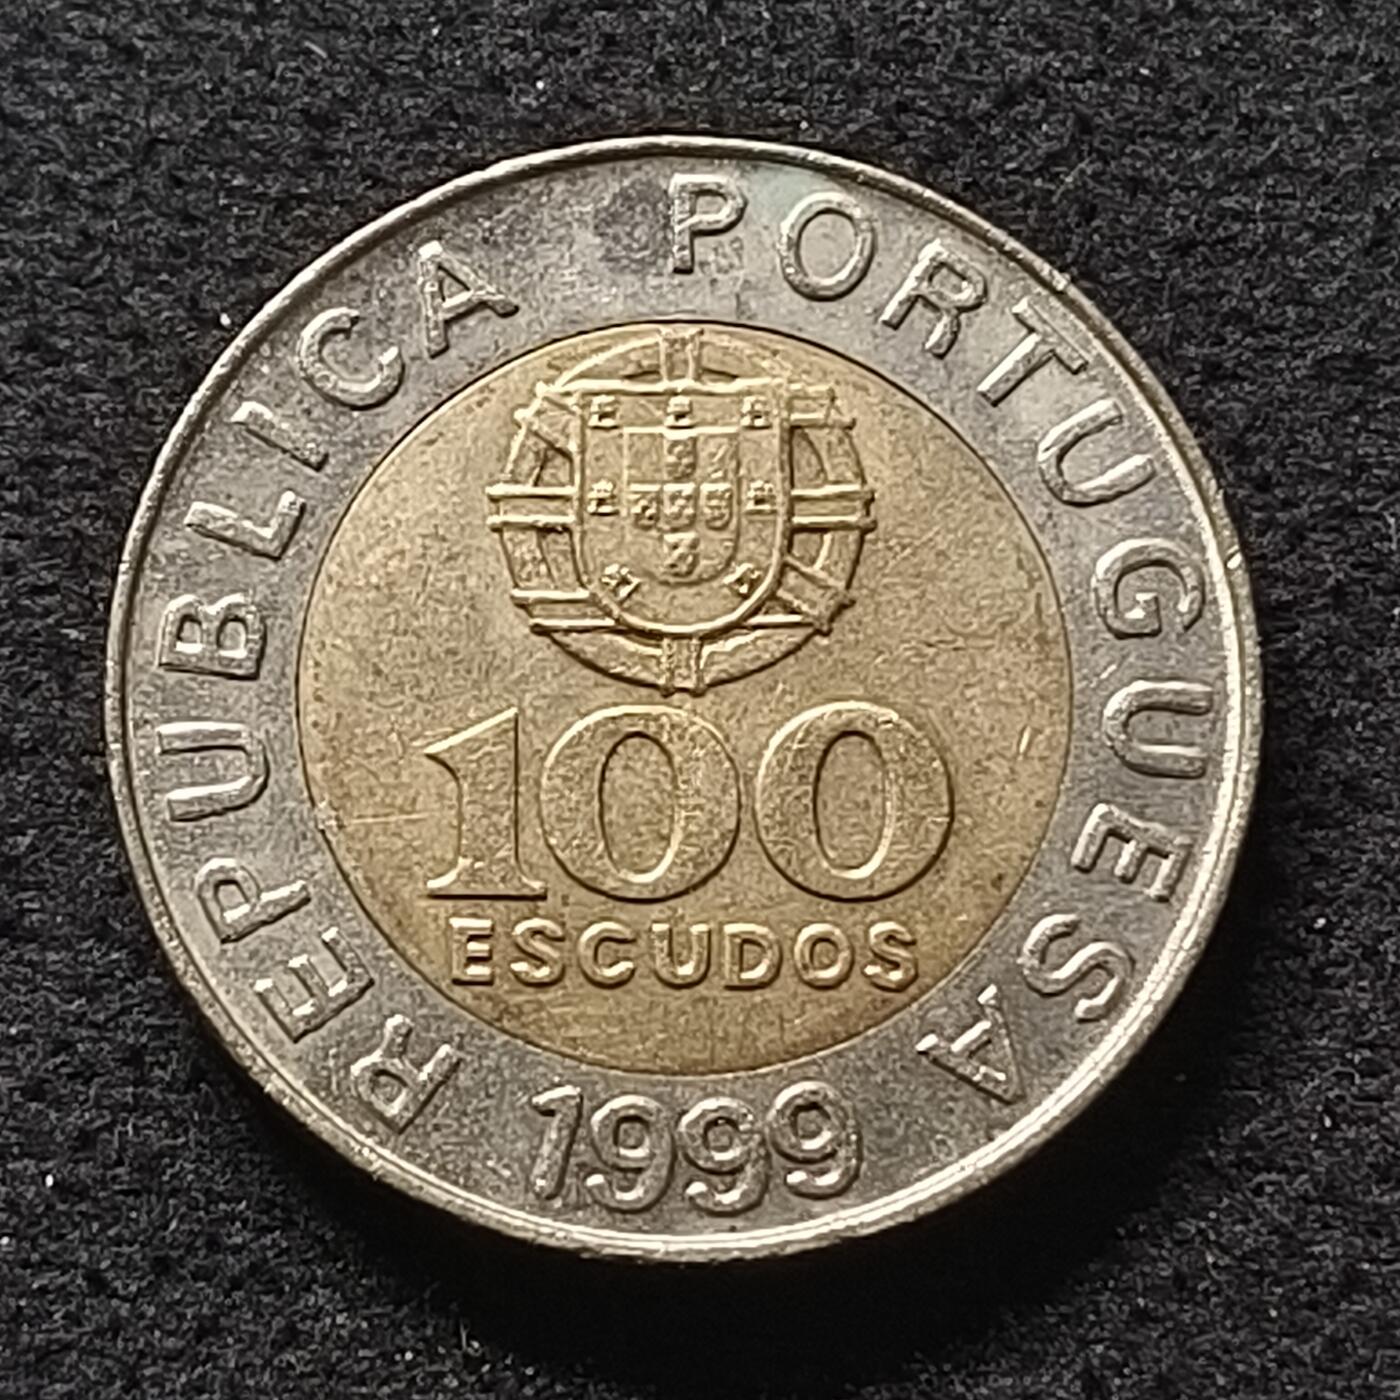 REPUBLICA PORTUGUESA
100
ESCUDOS
1999